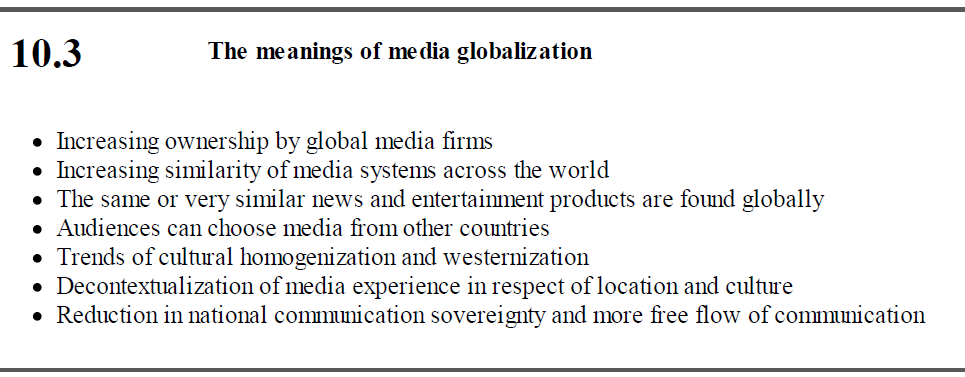 10.3 The meanings of media globalization
• Increasing ownership by global media firms
• Increasing similarity of media systems across the world
• The same or very similar news and entertainment products are found globally
• Audiences can choose media from other countries
• Trends of cultural homogenization and westernization
• Decontextualization of media experience in respect of location and culture
• Reduction in national communication sovereignty and more free flow of communication